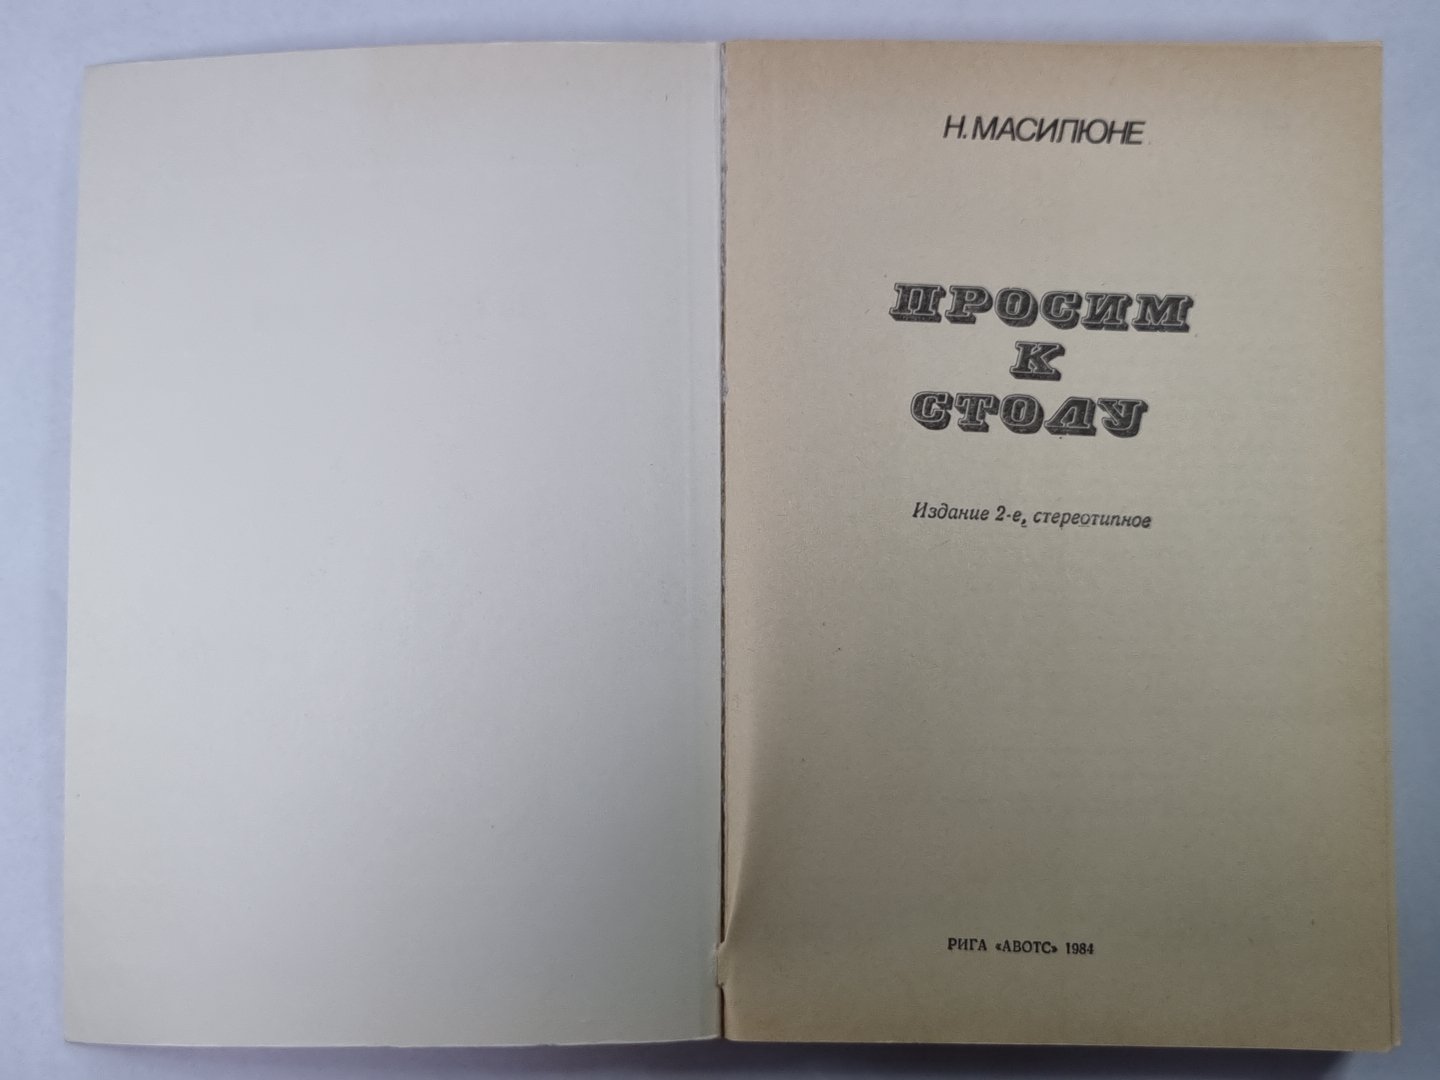 Н. МАСИЛЮНЕ
ПРОСИМ
К
СТОЛУ
Издание 2-е, стереотипное
РИГА «АВОТС» 1984